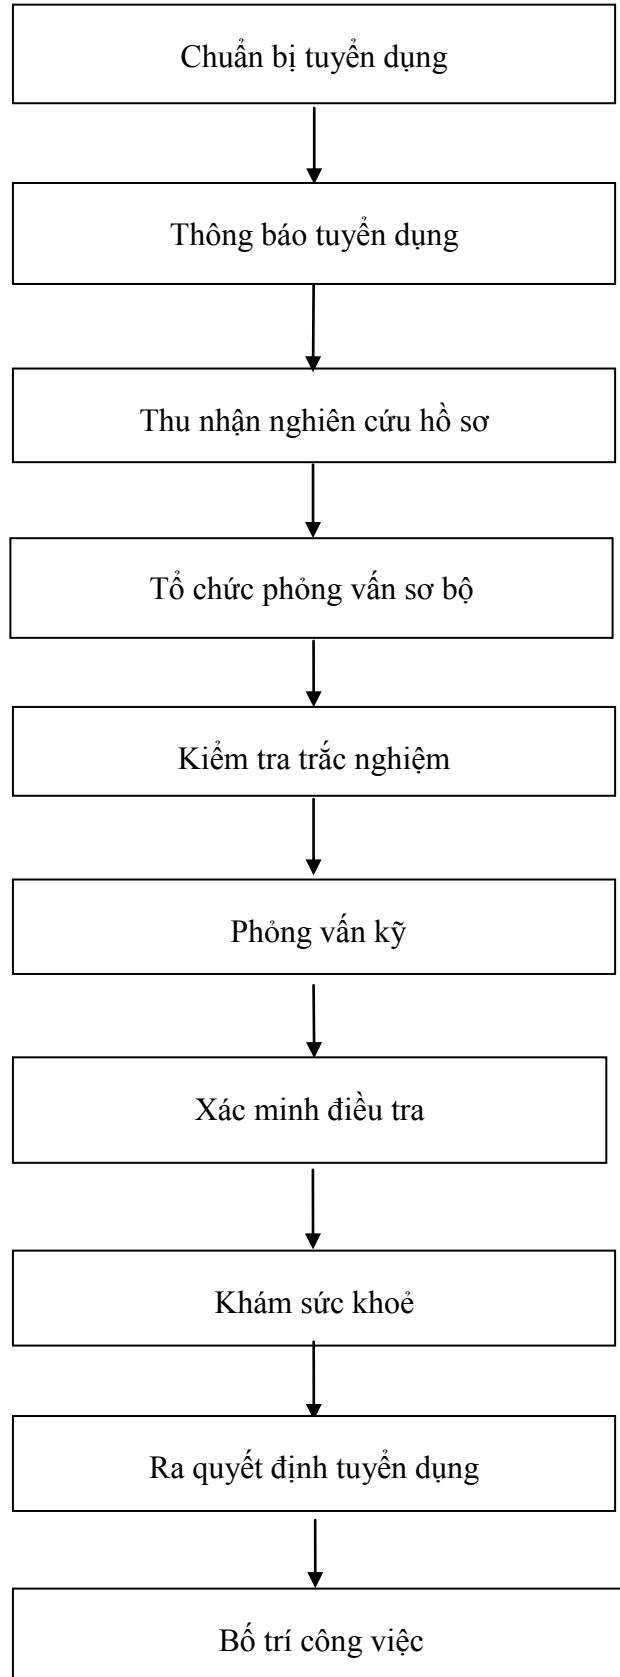 Chuẩn bị tuyển dụng
Thông báo tuyển dụng
Thu nhận nghiên cứu hồ sơ
Tổ chức phỏng vấn sơ bộ
Kiểm tra trắc nghiệm
Phỏng vấn kỹ
Xác minh điều tra
Khám sức khoẻ
Ra quyết định tuyển dụng
Bố trí công việc